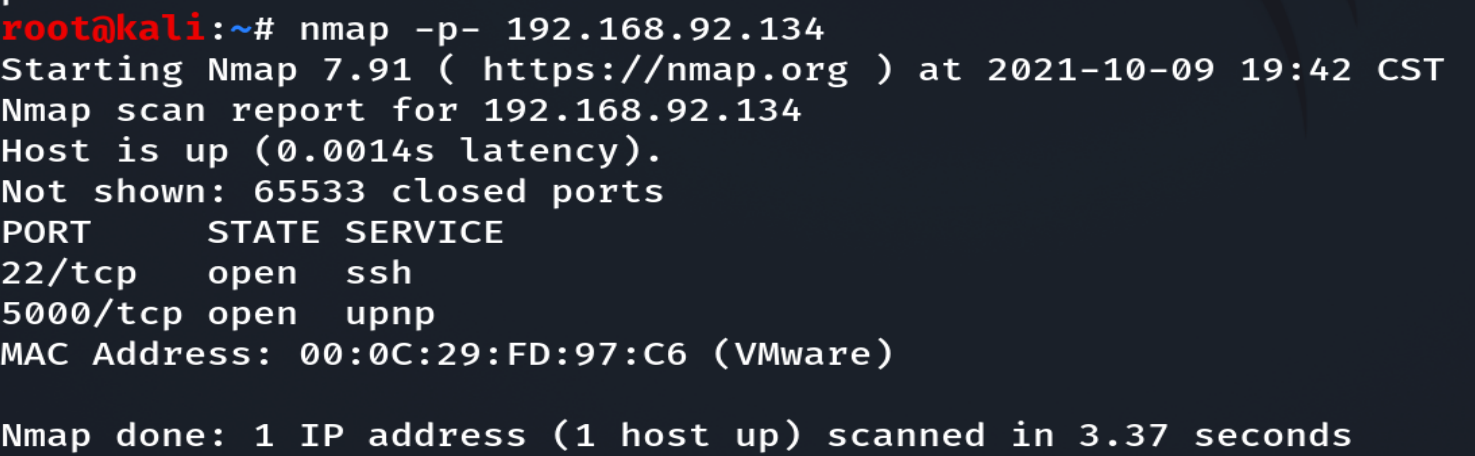 root@kali:~# nmap -p- 192.168.92.134
Starting Nmap 7.91 ( https://nmap.org ) at 2021-10-09 19:42 CST
Nmap scan report for 192.168.92.134
Host is up (0.0014s latency).
Not shown: 65533 closed ports
PORT     STATE SERVICE
22/tcp   open  ssh
5000/tcp open  upnp
MAC Address: 00:0C:29:FD:97:C6 (VMware)

Nmap done: 1 IP address (1 host up) scanned in 3.37 seconds